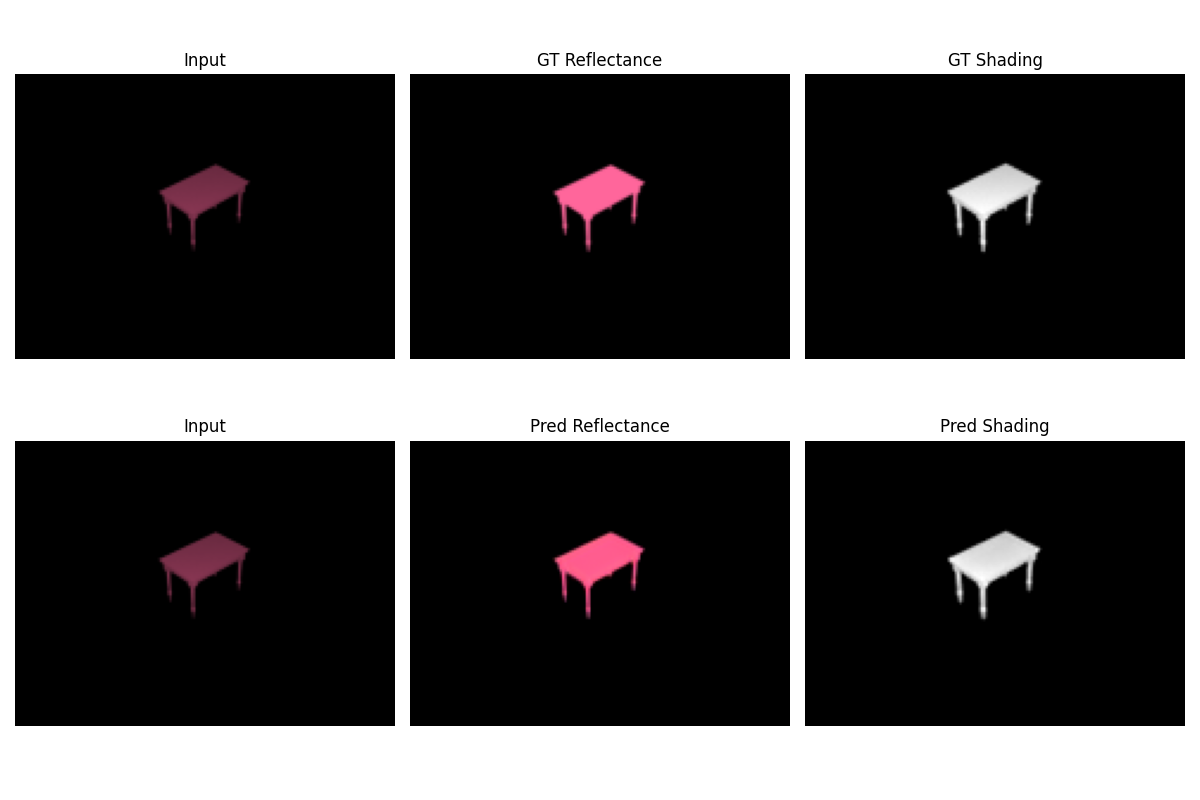 Input
GT Reflectance
GT Shading
Input
Pred Reflectance
Pred Shading